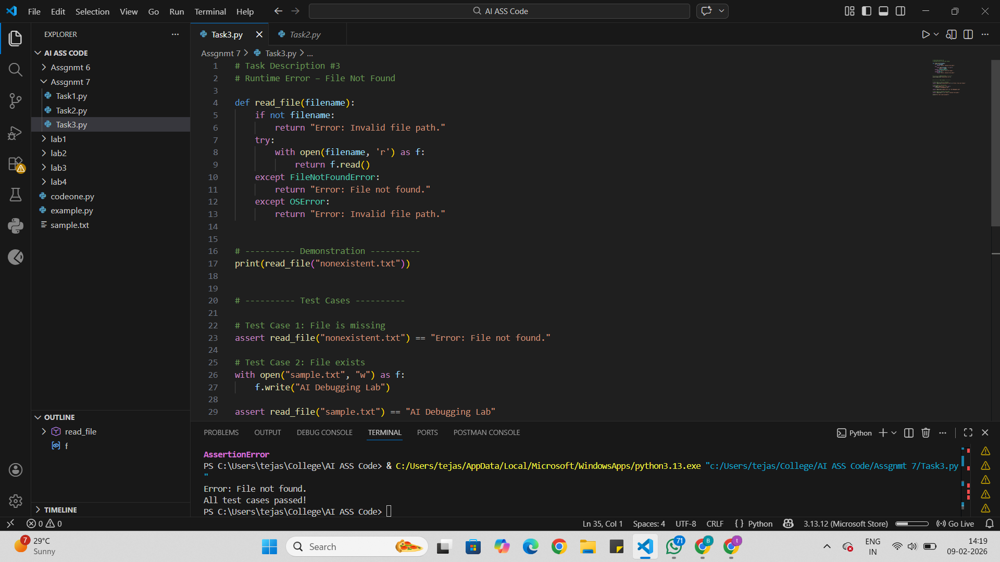 File Edit Selection View Go Run Terminal Help
AI ASS Code
EXPLORER
AI ASS CODE
Assgnmt 6
Assgnmt 7
Task1.py
Task2.py
Task3.py
lab1
lab2
lab3
lab4
codeone.py
example.py
sample.txt
OUTLINE
read_file
f
TIMELINE
Task3.py
Task2.py
Assgnmt 7 > Task3.py > ...
1 # Task Description #3
2 # Runtime Error – File Not Found
3
4 def read_file(filename):
5 if not filename:
6 return "Error: Invalid file path."
7 try:
8 with open(filename, 'r') as f:
9 return f.read()
10 except FileNotFoundError:
11 return "Error: File not found."
12 except OSError:
13 return "Error: Invalid file path."
14
15
16 # ---------- Demonstration ----------
17 print(read_file("nonexistent.txt"))
18
19
20 # ---------- Test Cases ----------
21
22 # Test Case 1: File is missing
23 assert read_file("nonexistent.txt") == "Error: File not found."
24
25 # Test Case 2: File exists
26 with open("sample.txt", "w") as f:
27 f.write("AI Debugging Lab")
28
29 assert read_file("sample.txt") == "AI Debugging Lab"
PROBLEMS OUTPUT DEBUG CONSOLE TERMINAL PORTS POSTMAN CONSOLE
Python
AssertionError
PS C:\Users\tejas\College\AI ASS Code> & C:/Users/tejas/AppData/Local/Microsoft/WindowsApps/python3.13.exe "c:/Users/tejas/College/AI ASS Code/Assgnmt 7/Task3.py
"
Error: File not found.
All test cases passed!
PS C:\Users\tejas\College\AI ASS Code>
0 0
Ln 35, Col 1 Spaces: 4 UTF-8 CRLF {} Python 3.13.12 (Microsoft Store) Go Live
7
29°C
Sunny
Search
71
B
t
ENG
IN
14:19
09-02-2026